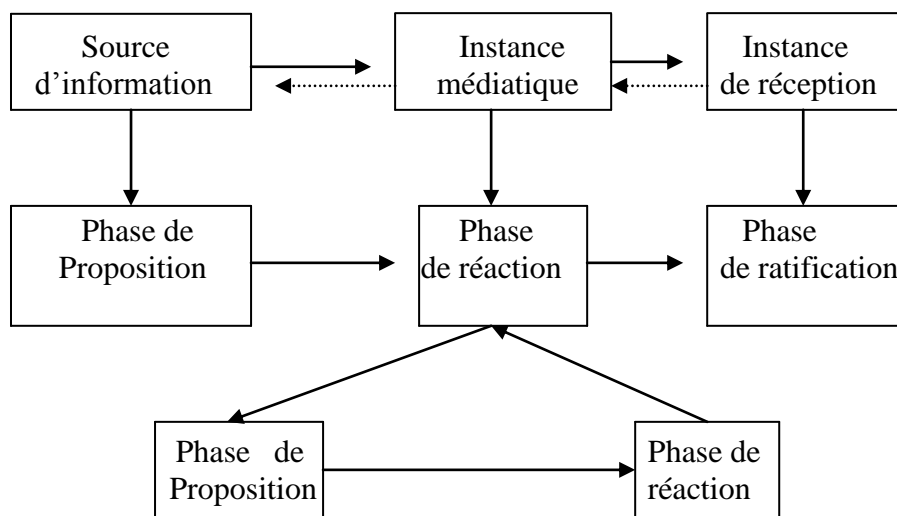 Source
d’information
Instance
médiatique
Instance
de réception
Phase de
Proposition
Phase
de réaction
Phase
de ratification
Phase de
Proposition
Phase de
réaction